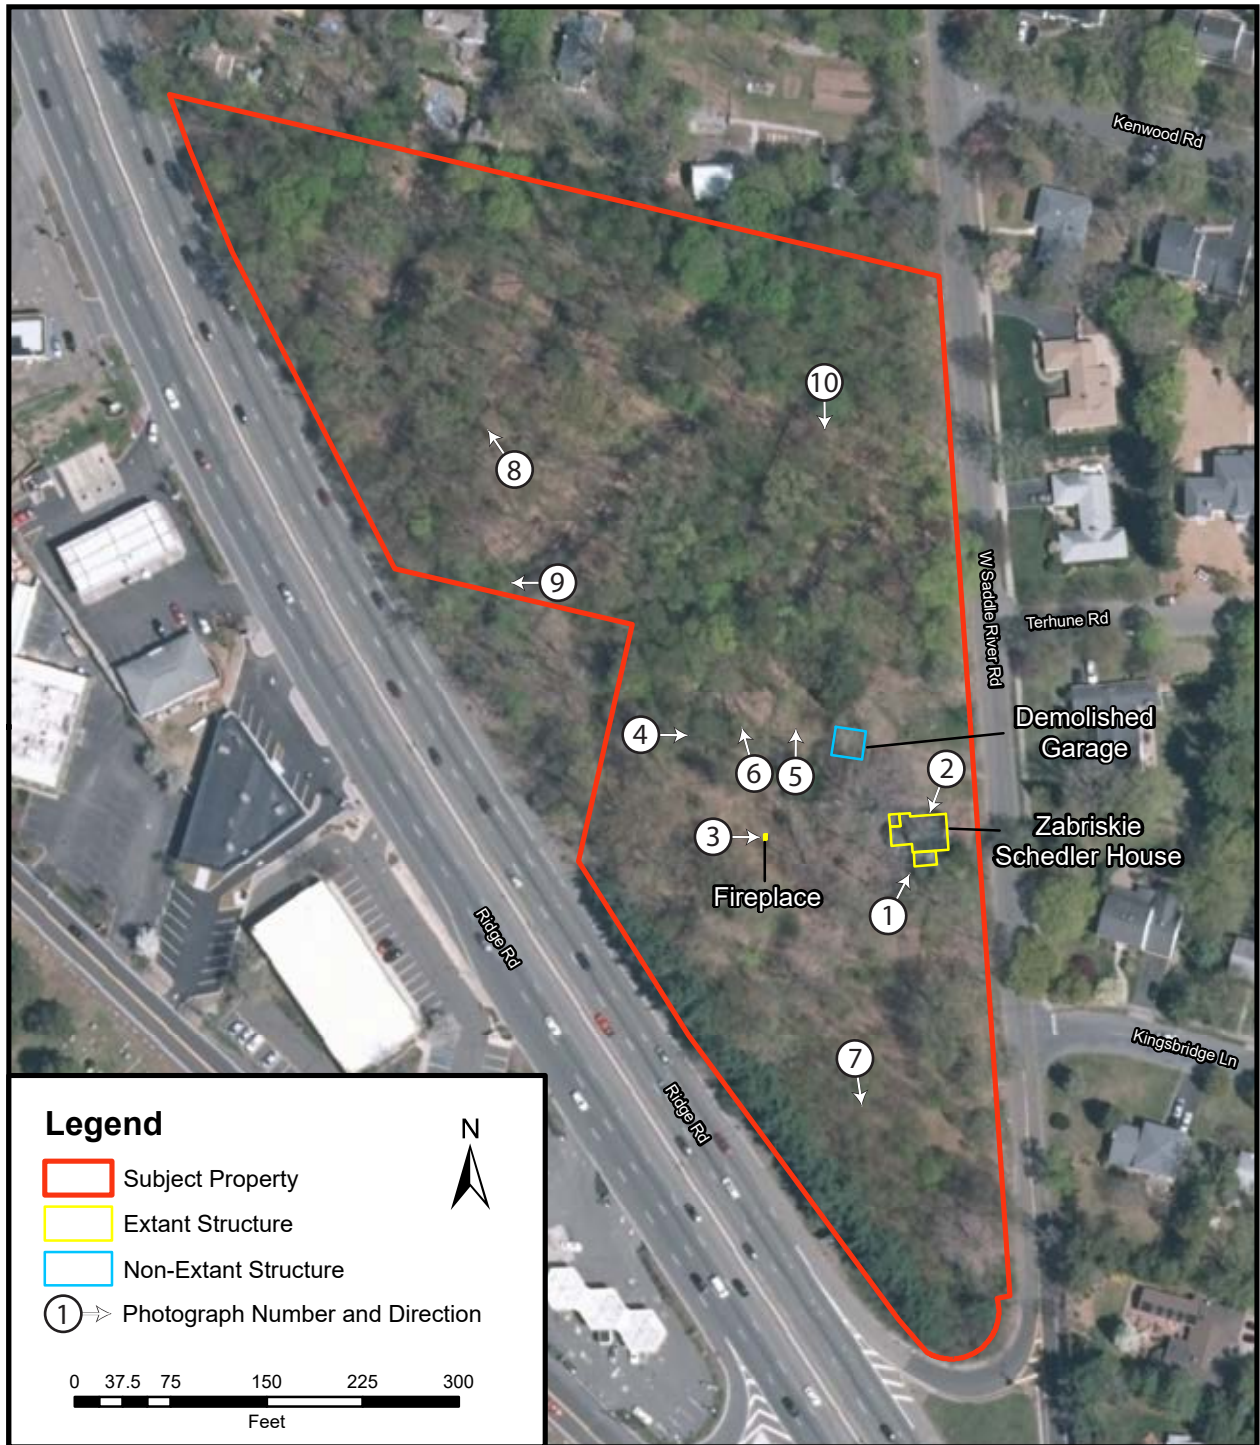 Kenwood Rd
10
8
9
W Saddle River Rd
Terhune Rd
Demolished
Garage
4
6
5
2
Zabriskie
Schedler House
3
Fireplace
1
Ridge Rd
Kingsbridge Ln
7
Ridge Rd
Legend
N
Subject Property
Extant Structure
Non-Extant Structure
1 Photograph Number and Direction
0 37.5 75 150 225 300
Feet